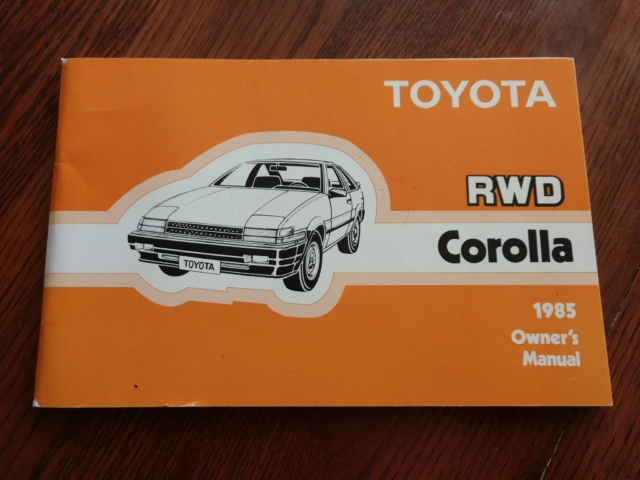 TOYOTA
RWD
Corolla
TOYOTA
1985
Owner's
Manual